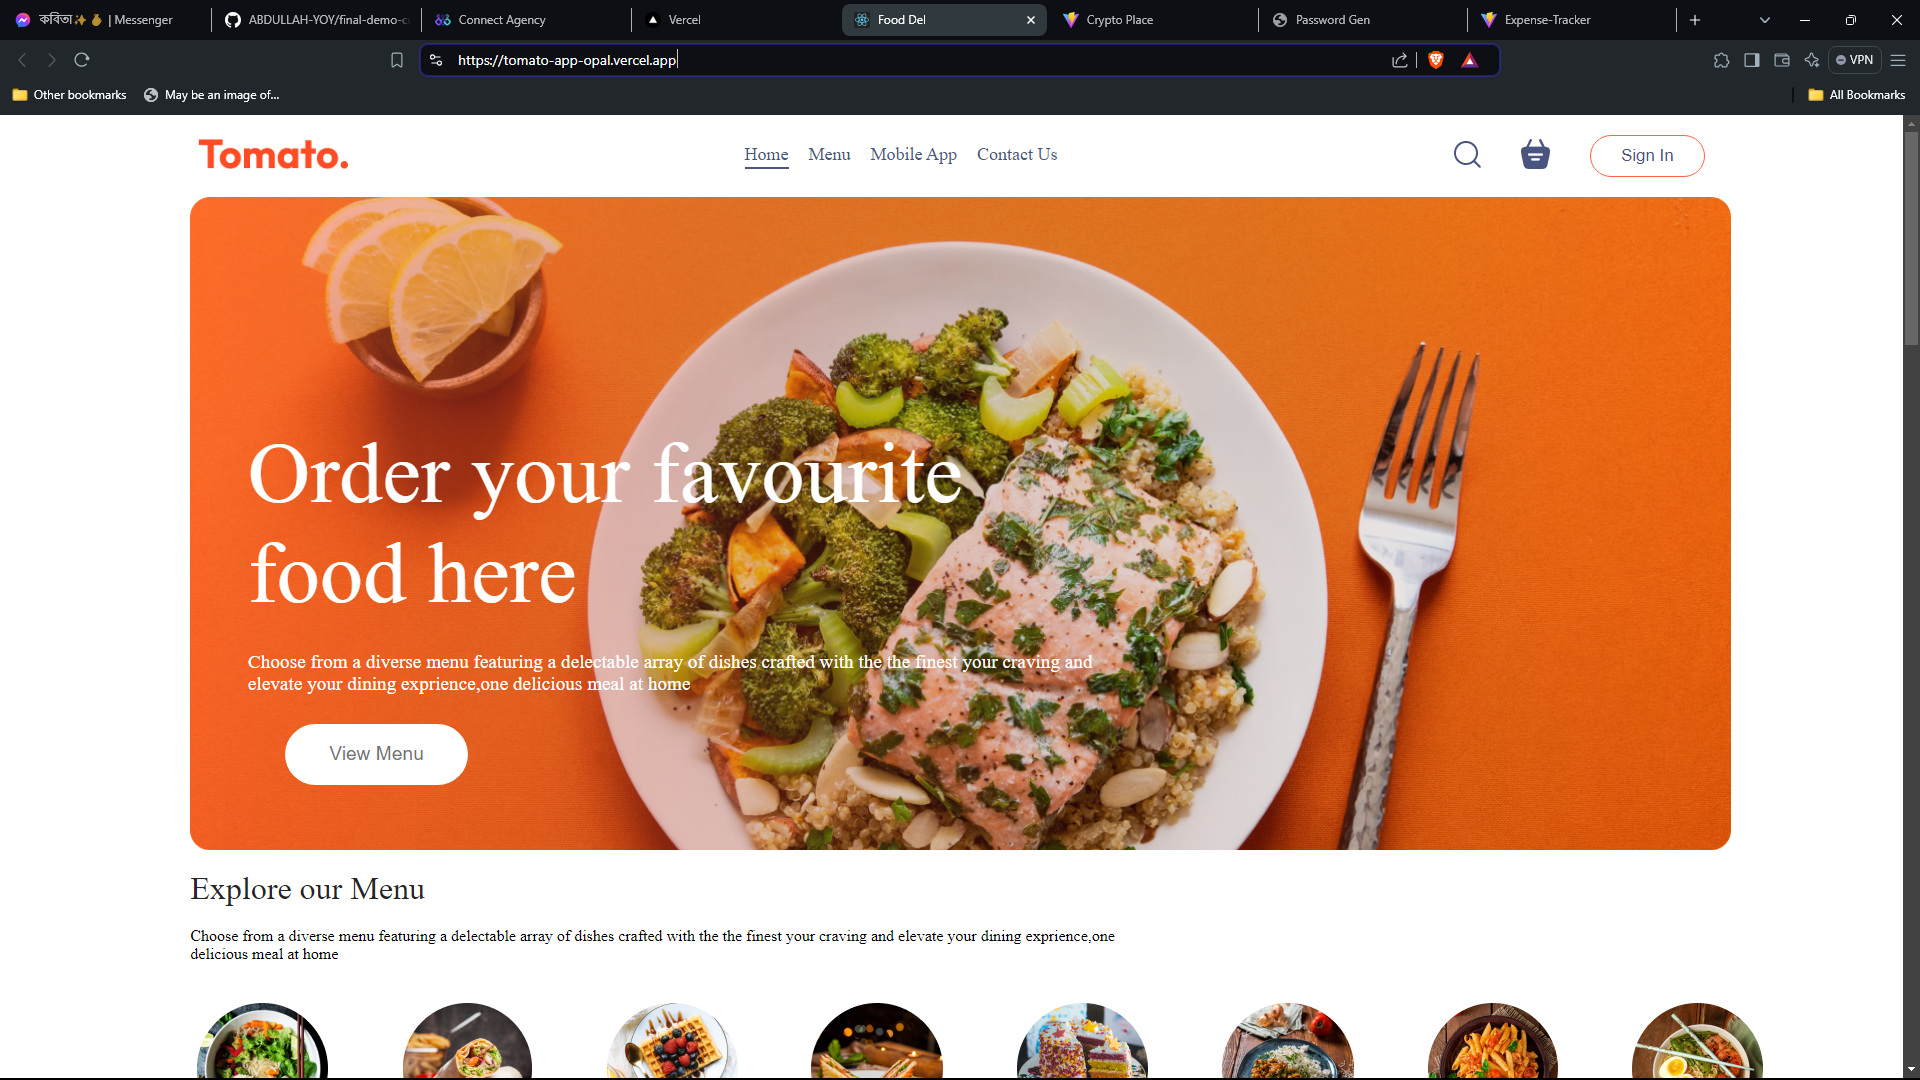 কবিতা✨🍍 | Messenger
ABDULLAH-YOY/final-demo-c
Connect Agency
Vercel
Food Del
Crypto Place
Password Gen
Expense-Tracker
https://tomato-app-opal.vercel.app
VPN
Other bookmarks
May be an image of...
All Bookmarks
Tomato.
Home
Menu
Mobile App
Contact Us
Sign In
Order your favourite
food here
Choose from a diverse menu featuring a delectable array of dishes crafted with the the finest your craving and
elevate your dining exprience,one delicious meal at home
View Menu
Explore our Menu
Choose from a diverse menu featuring a delectable array of dishes crafted with the the finest your craving and elevate your dining exprience,one
delicious meal at home